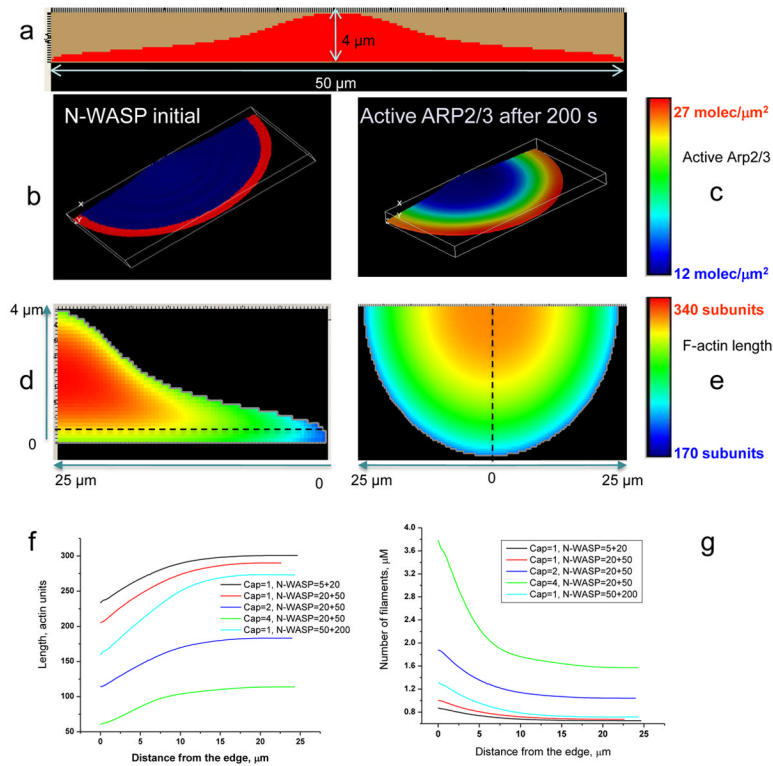 a
4 μm
50 μm
N-WASP initial
Active ARP2/3 after 200 s
27 molec/μm²
b
X
Y
X
Y
Active Arp2/3
c
12 molec/μm²
4 μm
340 subunits
d
F-actin length
e
0
170 subunits
25 μm
0
25 μm
0
25 μm
f
g
Length, actin units
300
250
200
150
100
50
Cap=1, N-WASP=5+20
Cap=1, N-WASP=20+50
Cap=2, N-WASP=20+50
Cap=4, N-WASP=20+50
Cap=1, N-WASP=50+200
0
5
10
15
20
25
Distance from the edge, μm
Number of filaments, μM
4.0
3.6
3.2
2.8
2.4
2.0
1.6
1.2
0.8
Cap=1, N-WASP=5+20
Cap=1, N-WASP=20+50
Cap=2, N-WASP=20+50
Cap=4, N-WASP=20+50
Cap=1, N-WASP=50+200
0
5
10
15
20
25
Distance from the edge, μm